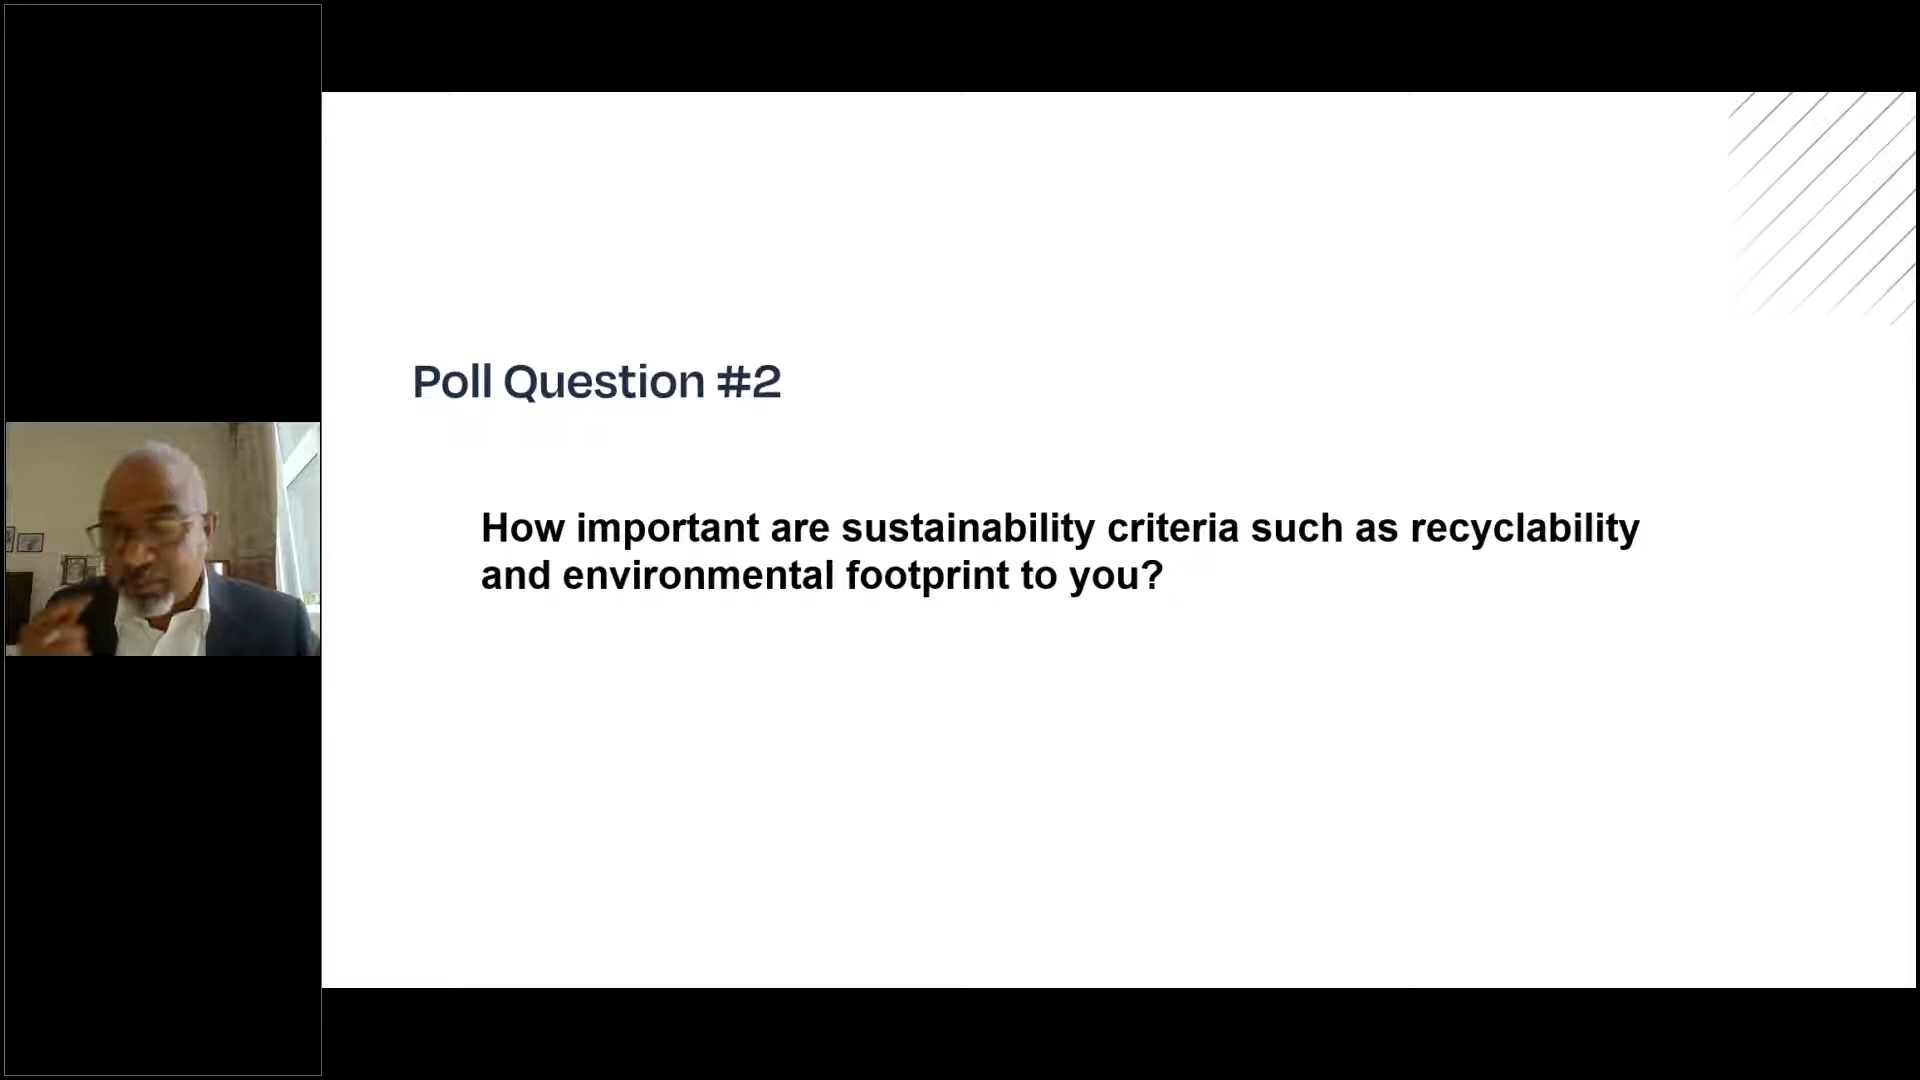 Poll Question #2
How important are sustainability criteria such as recyclability
and environmental footprint to you?